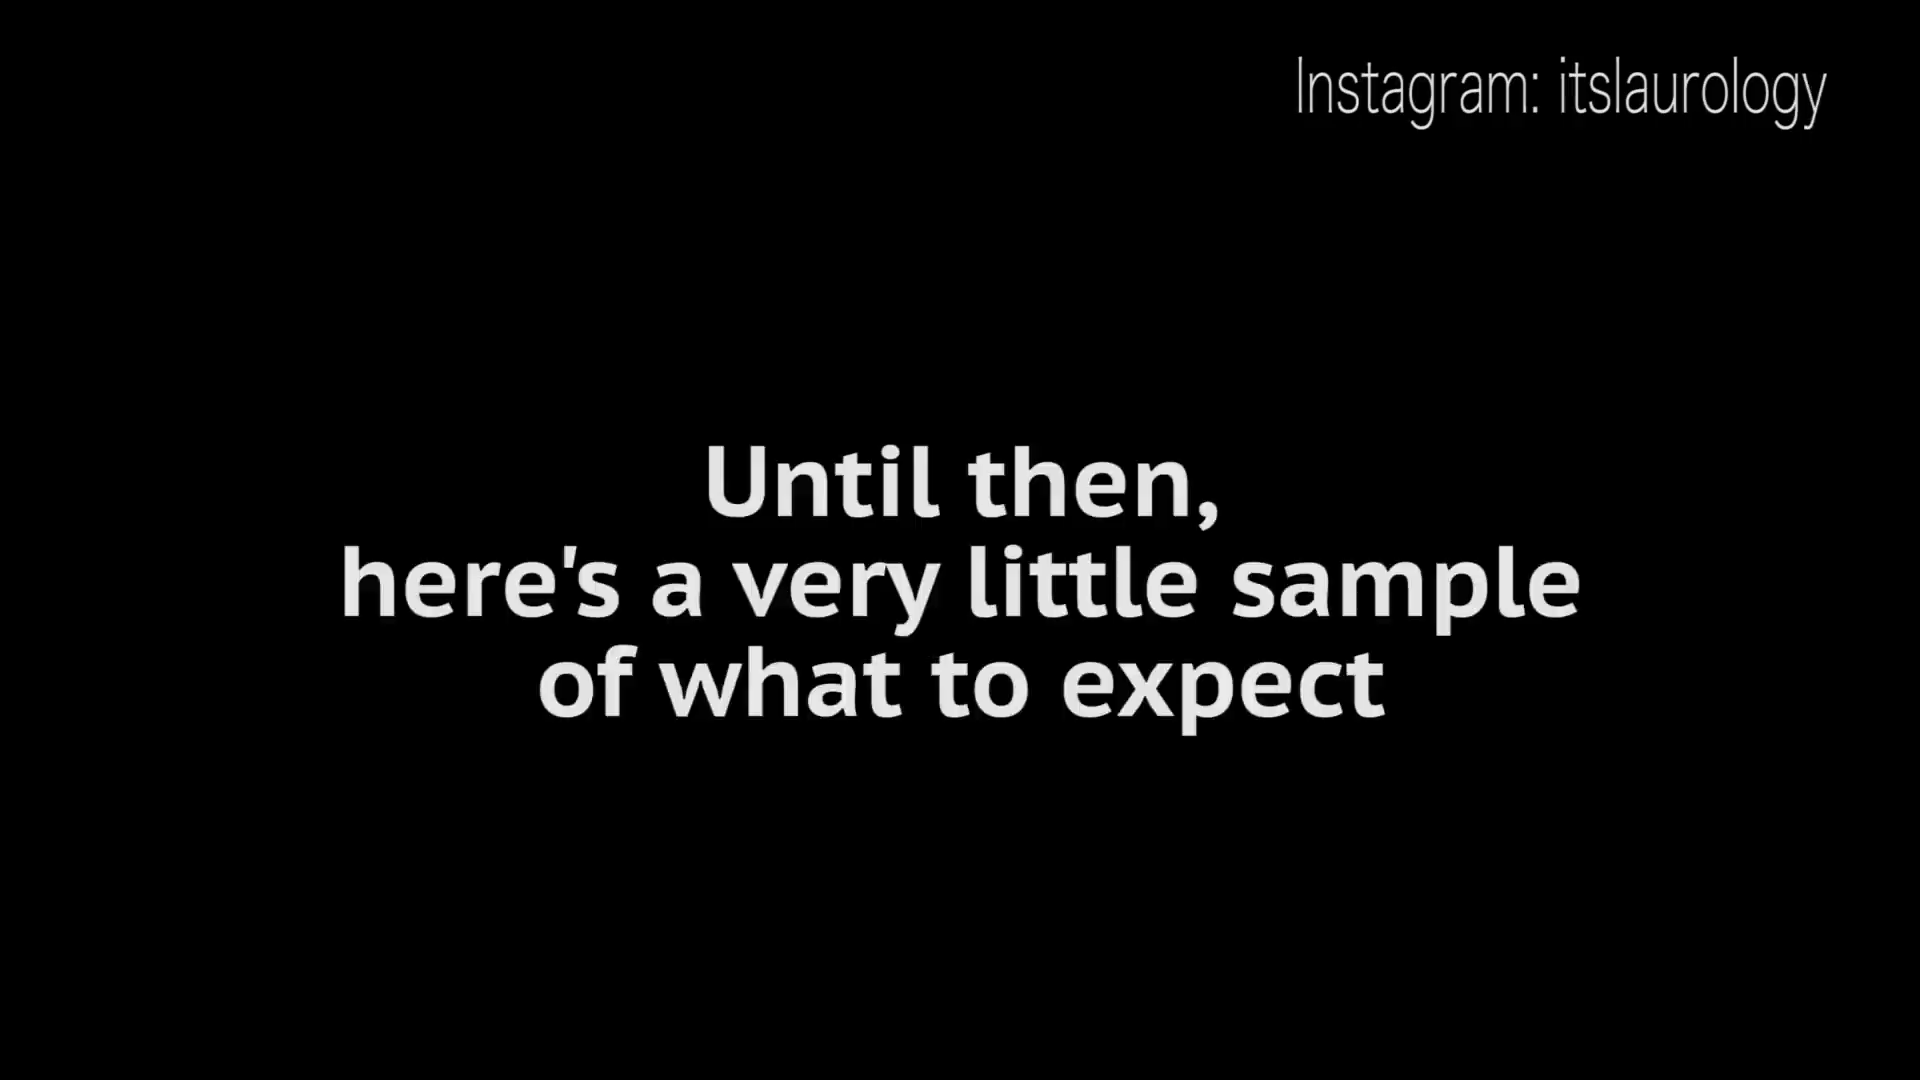 Instagram: itslaurology
Until then,
here's a very little sample
of what to expect